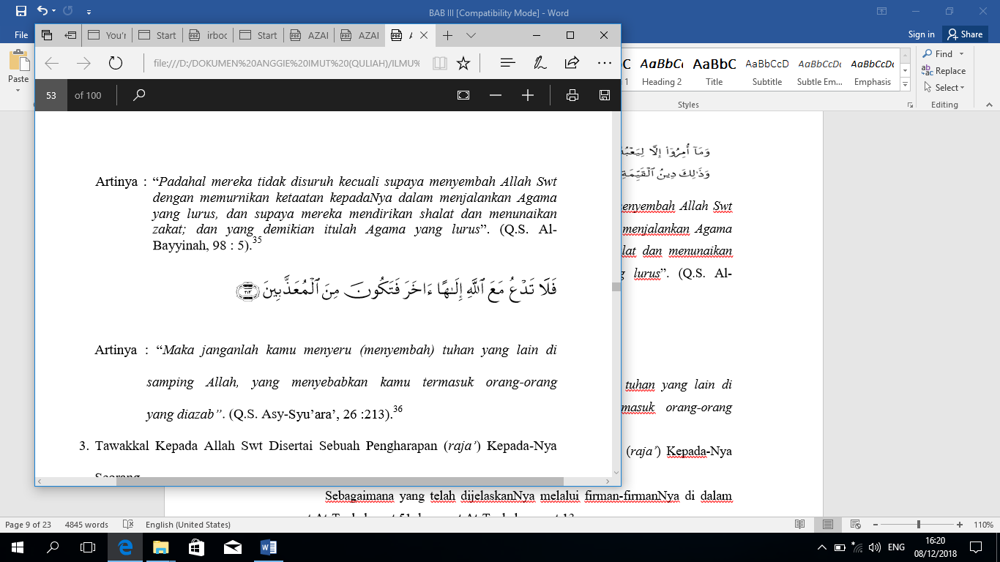 BAB III [Compatibility Mode] - Word
File
Sign in
Share
You'r
Start
irboc
Start
AZAI
AZAI
A
file:///D:/DOKUMEN%20ANGGIE%20IMUT%20(QULIAH)/ILMU%
Paste
1
Heading 2
Title
Subtitle
Subtle Em...
Emphasis
AaBbCc
AaBbC
AaBbCcD
AaBbCcDc
AaBbCcDc
Find
Replace
Select
Styles
Editing
53 of 100
Artinya : “Padahal mereka tidak disuruh kecuali supaya menyembah Allah Swt
dengan memurnikan ketaatan kepadaNya dalam menjalankan Agama
yang lurus, dan supaya mereka mendirikan shalat dan menunaikan
zakat; dan yang demikian itulah Agama yang lurus”. (Q.S. Al-
Bayyinah, 98 : 5).35
فَلَا تَدْعُ مَعَ ٱللَّهِ إِلَـٰهًا ءَاخَرَ فَتَكُونَ مِنَ ٱلْمُعَذَّبِينَ ﴿٢١٣﴾
Artinya : “Maka janganlah kamu menyeru (menyembah) tuhan yang lain di
samping Allah, yang menyebabkan kamu termasuk orang-orang
yang diazab”. (Q.S. Asy-Syu’ara’, 26 :213).36
3. Tawakkal Kepada Allah Swt Disertai Sebuah Pengharapan (raja’) Kepada-Nya
Seorang
وَمَآ أُمِرُوٓا۟ إِلَّا
وَذَٰلِكَ دِينُ ٱلْقَيِّمَةِ
enyembah Allah Swt
menjalankan Agama
lat dan menunaikan
g lurus”. (Q.S. Al-
tuhan yang lain di
masuk orang-orang
(raja’) Kepada-Nya
Sebagaimana yang telah dijelaskanNya melalui firman-firmanNya di dalam
Page 9 of 23
4845 words
English (United States)
110%
ENG
16:20
08/12/2018